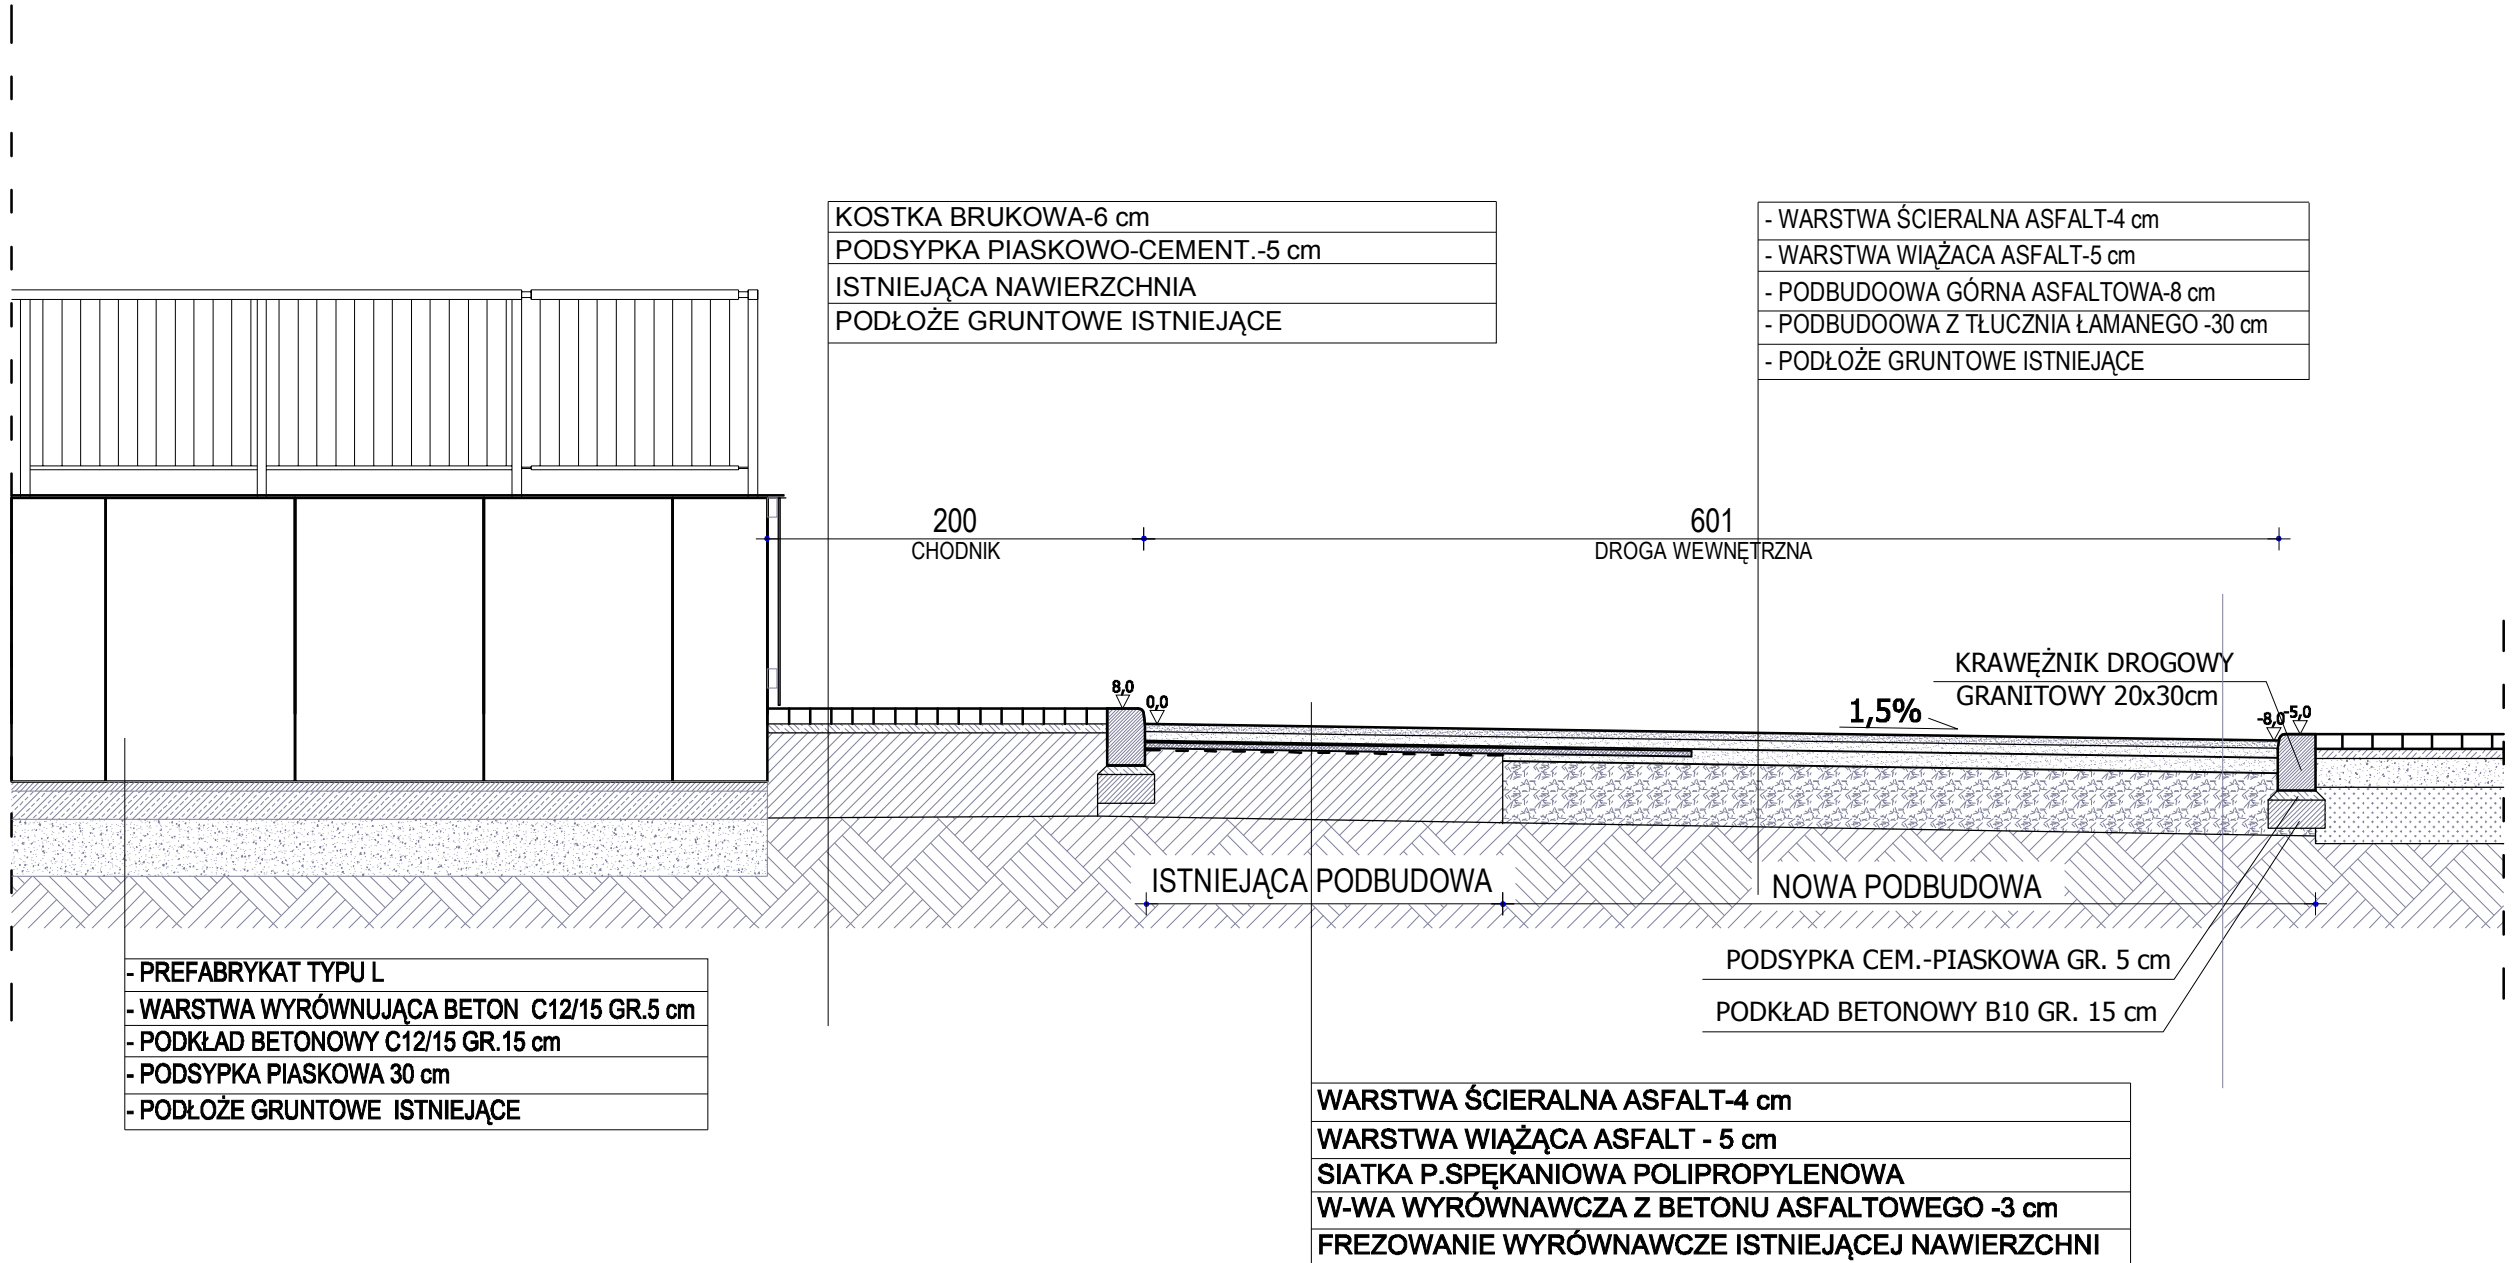 KOSTKA BRUKOWA-6 cm
PODSYPKA PIASKOWO-CEMENT.-5 cm
ISTNIEJĄCA NAWIERZCHNIA
PODŁOŻE GRUNTOWE ISTNIEJĄCE
- WARSTWA ŚCIERALNA ASFALT-4 cm
- WARSTWA WIĄŻACA ASFALT-5 cm
- PODBUDOOWA GÓRNA ASFALTOWA-8 cm
- PODBUDOOWA Z TŁUCZNIA ŁAMANEGO -30 cm
- PODŁOŻE GRUNTOWE ISTNIEJĄCE
200
CHODNIK
601
DROGA WEWNĘTRZNA
KRAWĘŻNIK DROGOWY
GRANITOWY 20x30cm
8,0
0,0
1,5%
-8,0
-5,0
ISTNIEJĄCA PODBUDOWA
NOWA PODBUDOWA
PODSYPKA CEM.-PIASKOWA GR. 5 cm
PODKŁAD BETONOWY B10 GR. 15 cm
- PREFABRYKAT TYPU L
- WARSTWA WYRÓWNUJĄCA BETON C12/15 GR.5 cm
- PODKŁAD BETONOWY C12/15 GR.15 cm
- PODSYPKA PIASKOWA 30 cm
- PODŁOŻE GRUNTOWE ISTNIEJĄCE
WARSTWA ŚCIERALNA ASFALT-4 cm
WARSTWA WIĄŻĄCA ASFALT - 5 cm
SIATKA P.SPĘKANIOWA POLIPROPYLENOWA
W-WA WYRÓWNAWCZA Z BETONU ASFALTOWEGO -3 cm
FREZOWANIE WYRÓWNAWCZE ISTNIEJĄCEJ NAWIERZCHNI